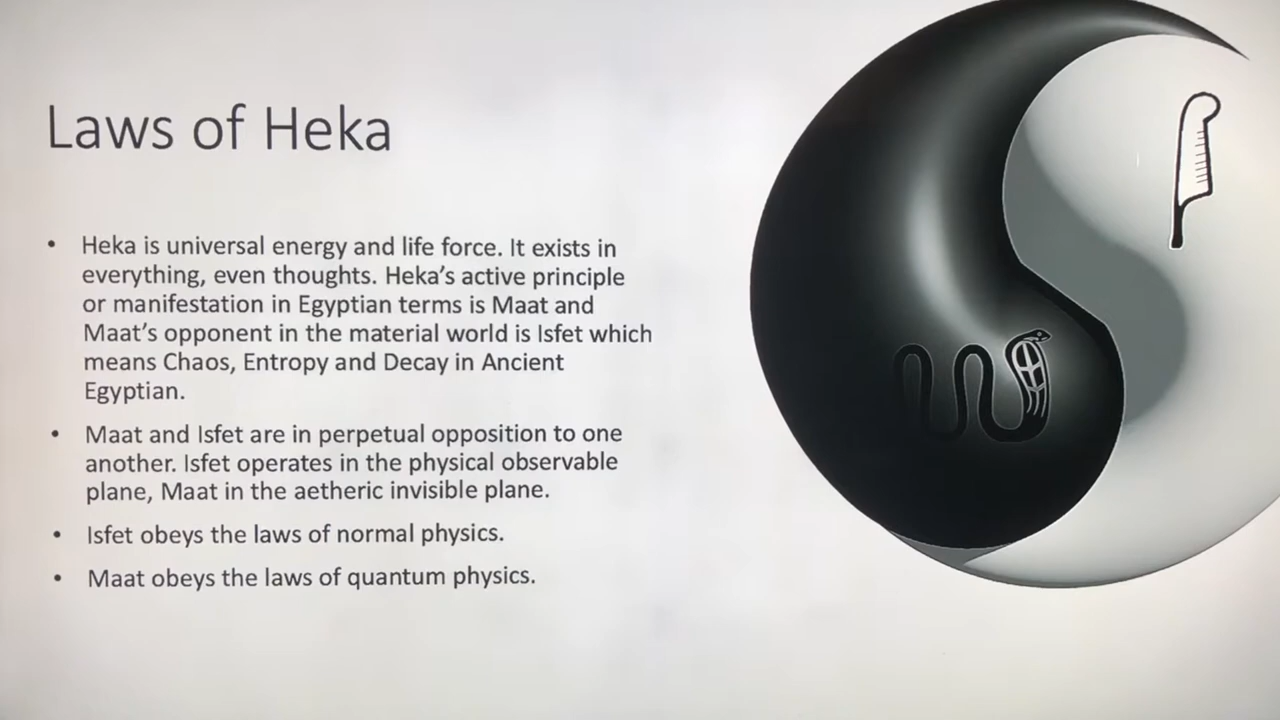 Laws of Heka
• Heka is universal energy and life force. It exists in
everything, even thoughts. Heka’s active principle
or manifestation in Egyptian terms is Maat and
Maat’s opponent in the material world is Isfet which
means Chaos, Entropy and Decay in Ancient
Egyptian.
• Maat and Isfet are in perpetual opposition to one
another. Isfet operates in the physical observable
plane, Maat in the aetheric invisible plane.
• Isfet obeys the laws of normal physics.
• Maat obeys the laws of quantum physics.